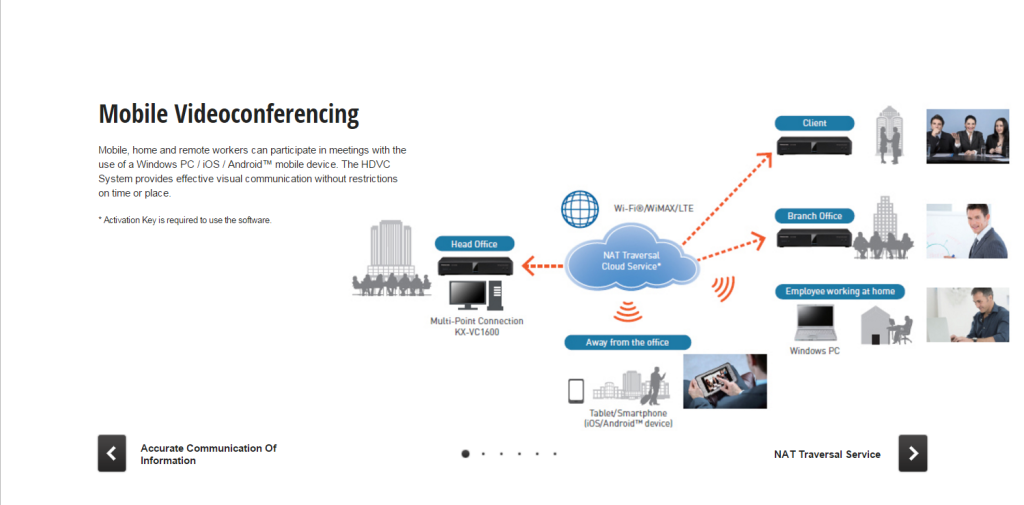 Mobile Videoconferencing
Mobile, home and remote workers can participate in meetings with the
use of a Windows PC / iOS / Android™ mobile device. The HDVC
System provides effective visual communication without restrictions
on time or place.
* Activation Key is required to use the software.
Client
Wi-Fi®/WiMAX/LTE
Branch Office
Head Office
NAT Traversal
Cloud Service*
Employee working at home
Multi-Point Connection
KX-VC1600
Away from the office
Windows PC
Tablet/Smartphone
(iOS/Android™ device)
Accurate Communication Of
Information
NAT Traversal Service